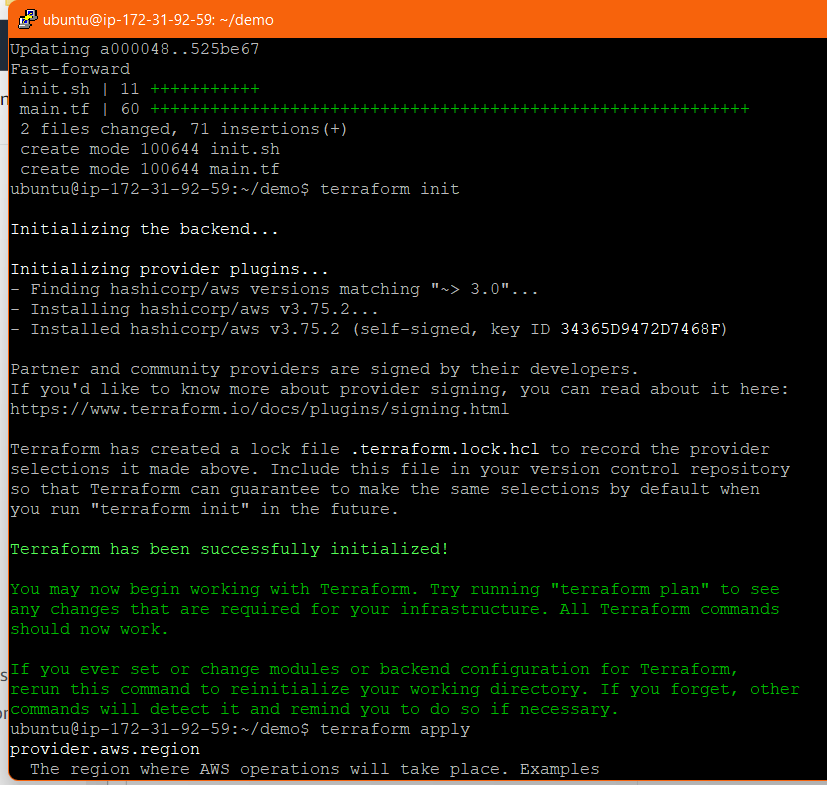 ubuntu@ip-172-31-92-59: ~/demo
Updating a000048..525be67
Fast-forward
 init.sh | 11 +++++++++++
 main.tf | 60 ++++++++++++++++++++++++++++++++++++++++++++++++++++++++++++
 2 files changed, 71 insertions(+)
 create mode 100644 init.sh
 create mode 100644 main.tf
ubuntu@ip-172-31-92-59:~/demo$ terraform init

Initializing the backend...

Initializing provider plugins...
- Finding hashicorp/aws versions matching "~> 3.0"...
- Installing hashicorp/aws v3.75.2...
- Installed hashicorp/aws v3.75.2 (self-signed, key ID 34365D9472D7468F)

Partner and community providers are signed by their developers.
If you'd like to know more about provider signing, you can read about it here:
https://www.terraform.io/docs/plugins/signing.html

Terraform has created a lock file .terraform.lock.hcl to record the provider
selections it made above. Include this file in your version control repository
so that Terraform can guarantee to make the same selections by default when
you run "terraform init" in the future.

Terraform has been successfully initialized!

You may now begin working with Terraform. Try running "terraform plan" to see
any changes that are required for your infrastructure. All Terraform commands
should now work.

If you ever set or change modules or backend configuration for Terraform,
rerun this command to reinitialize your working directory. If you forget, other
commands will detect it and remind you to do so if necessary.
ubuntu@ip-172-31-92-59:~/demo$ terraform apply
provider.aws.region
  The region where AWS operations will take place. Examples